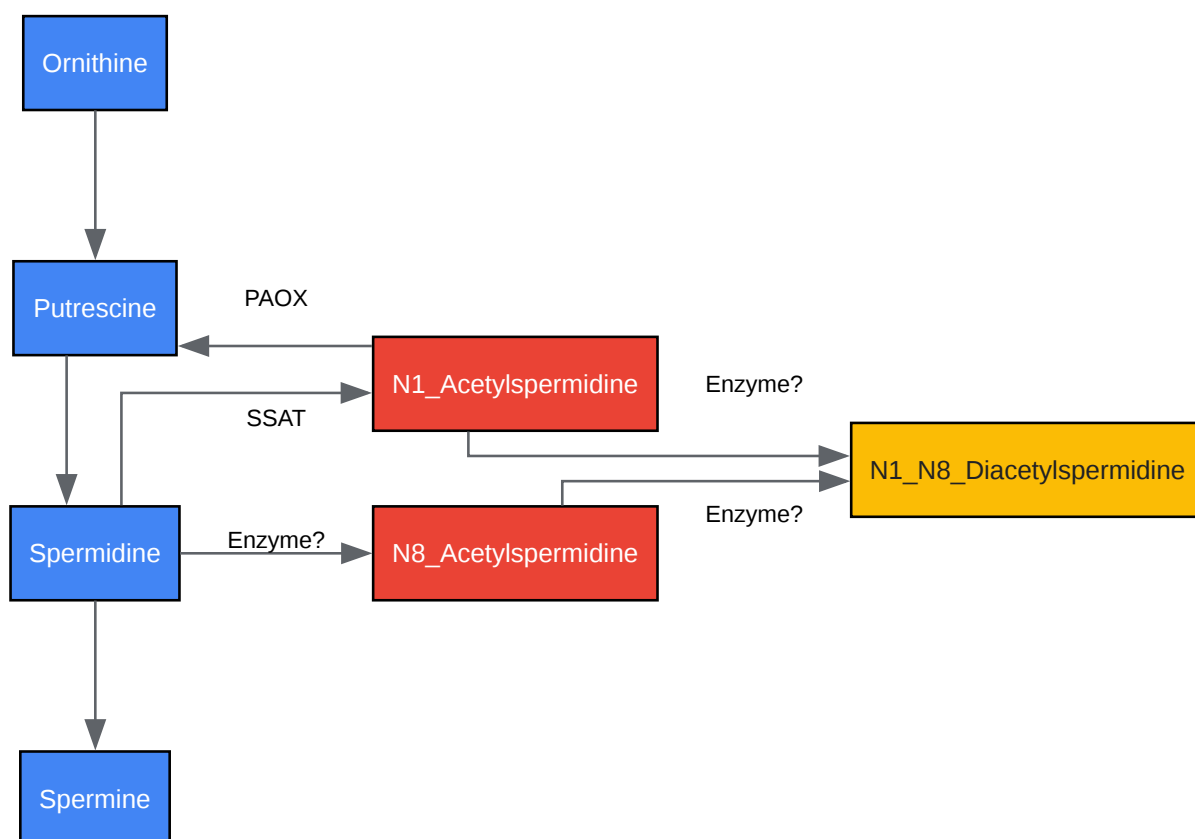 Ornithine
Putrescine
PAOX
N1_Acetylspermidine
Enzyme?
SSAT
N1_N8_Diacetylspermidine
Enzyme?
Spermidine
Enzyme?
N8_Acetylspermidine
Spermine